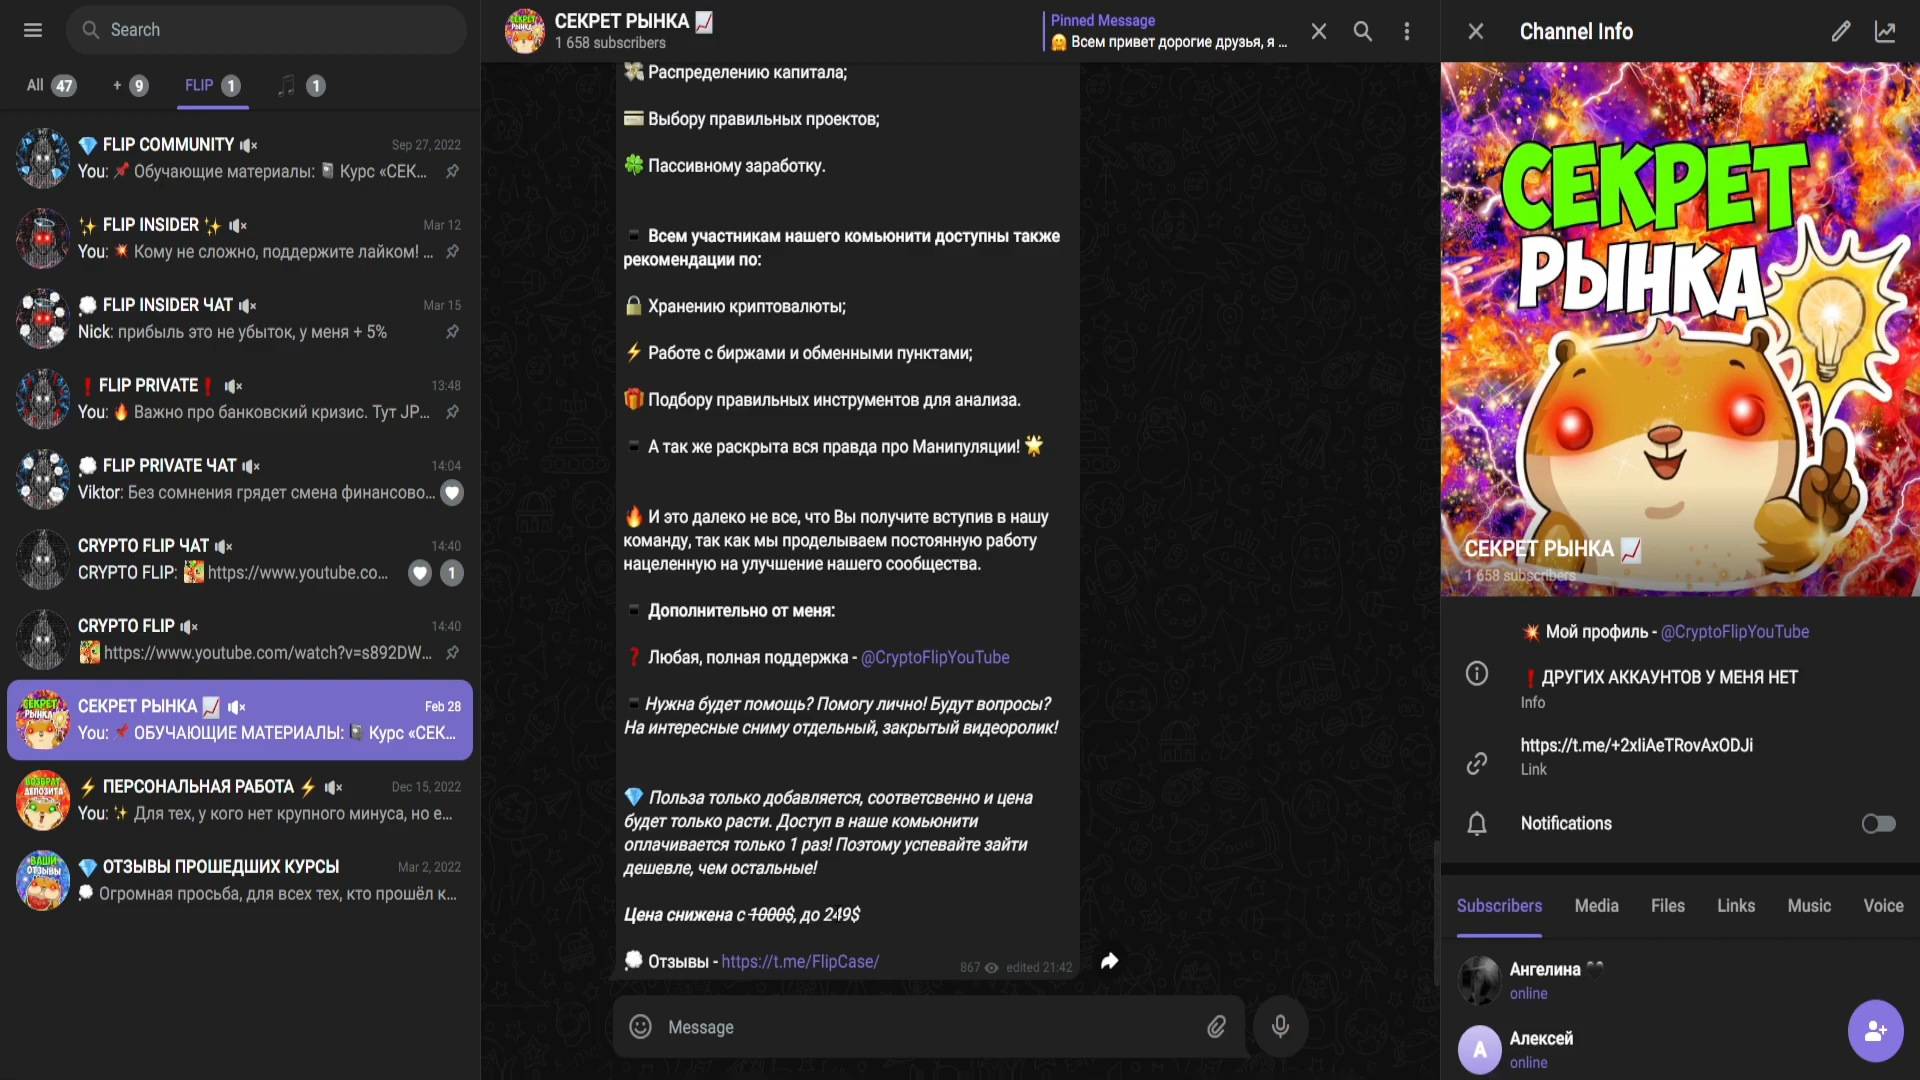 Search
All 47
+ 9
FLIP 1
1
FLIP COMMUNITY
Sep 27, 2022
You: 📌 Обучающие материалы: 📓 Курс «СЕК...
✨ FLIP INSIDER ✨
Mar 12
You: 💥 Кому не сложно, поддержите лайком! ...
💭 FLIP INSIDER ЧАТ
Mar 15
Nick: прибыль это не убыток, у меня + 5%
❗ FLIP PRIVATE ❗
13:48
You: 🔥 Важно про банковский кризис. Тут JP...
💭 FLIP PRIVATE ЧАТ
14:04
Viktor: Без сомнения грядет смена финансово...
CRYPTO FLIP ЧАТ
14:40
CRYPTO FLIP: https://www.youtube.co...
1
CRYPTO FLIP
14:40
https://www.youtube.com/watch?v=s892DW...
СЕКРЕТ РЫНКА 📈
Feb 28
You: 📌 ОБУЧАЮЩИЕ МАТЕРИАЛЫ: 📓 Курс «СЕК...
⚡ ПЕРСОНАЛЬНАЯ РАБОТА ⚡
Dec 15, 2022
You: ✨ Для тех, у кого нет крупного минуса, но е...
💎 ОТЗЫВЫ ПРОШЕДШИХ КУРСЫ
Mar 2, 2022
💭 Огромная просьба, для всех тех, кто прошёл к...
СЕКРЕТ РЫНКА 📈
1 658 subscribers
Pinned Message
🤗 Всем привет дорогие друзья, я ...
💸 Распределению капитала;
💳 Выбору правильных проектов;
🍀 Пассивному заработку.
▪️ Всем участникам нашего комьюнити доступны также
рекомендации по:
🔒 Хранению криптовалюты;
⚡ Работе с биржами и обменными пунктами;
🎁 Подбору правильных инструментов для анализа.
▪️ А так же раскрыта вся правда про Манипуляции! 🌟
🔥 И это далеко не все, что Вы получите вступив в нашу
команду, так как мы проделываем постоянную работу
нацеленную на улучшение нашего сообщества.
▪️ Дополнительно от меня:
❓ Любая, полная поддержка - @CryptoFlipYouTube
▪️ Нужна будет помощь? Помогу лично! Будут вопросы?
На интересные сниму отдельный, закрытый видеоролик!
💎 Польза только добавляется, соответсвенно и цена
будет только расти. Доступ в наше комьюнити
оплачивается только 1 раз! Поэтому успевайте зайти
дешевле, чем остальные!
Цена снижена с 1000$, до 249$
💭 Отзывы - https://t.me/FlipCase/
867 edited 21:42
Message
Channel Info
СЕКРЕТ
РЫНКА
СЕКРЕТ РЫНКА 📈
1 658 subscribers
💥 Мой профиль - @CryptoFlipYouTube
❗ ДРУГИХ АККАУНТОВ У МЕНЯ НЕТ
Info
https://t.me/+2xliAeTRovAxODJi
Link
Notifications
Subscribers Media Files Links Music Voice
Ангелина 🖤
online
А
Алексей
online